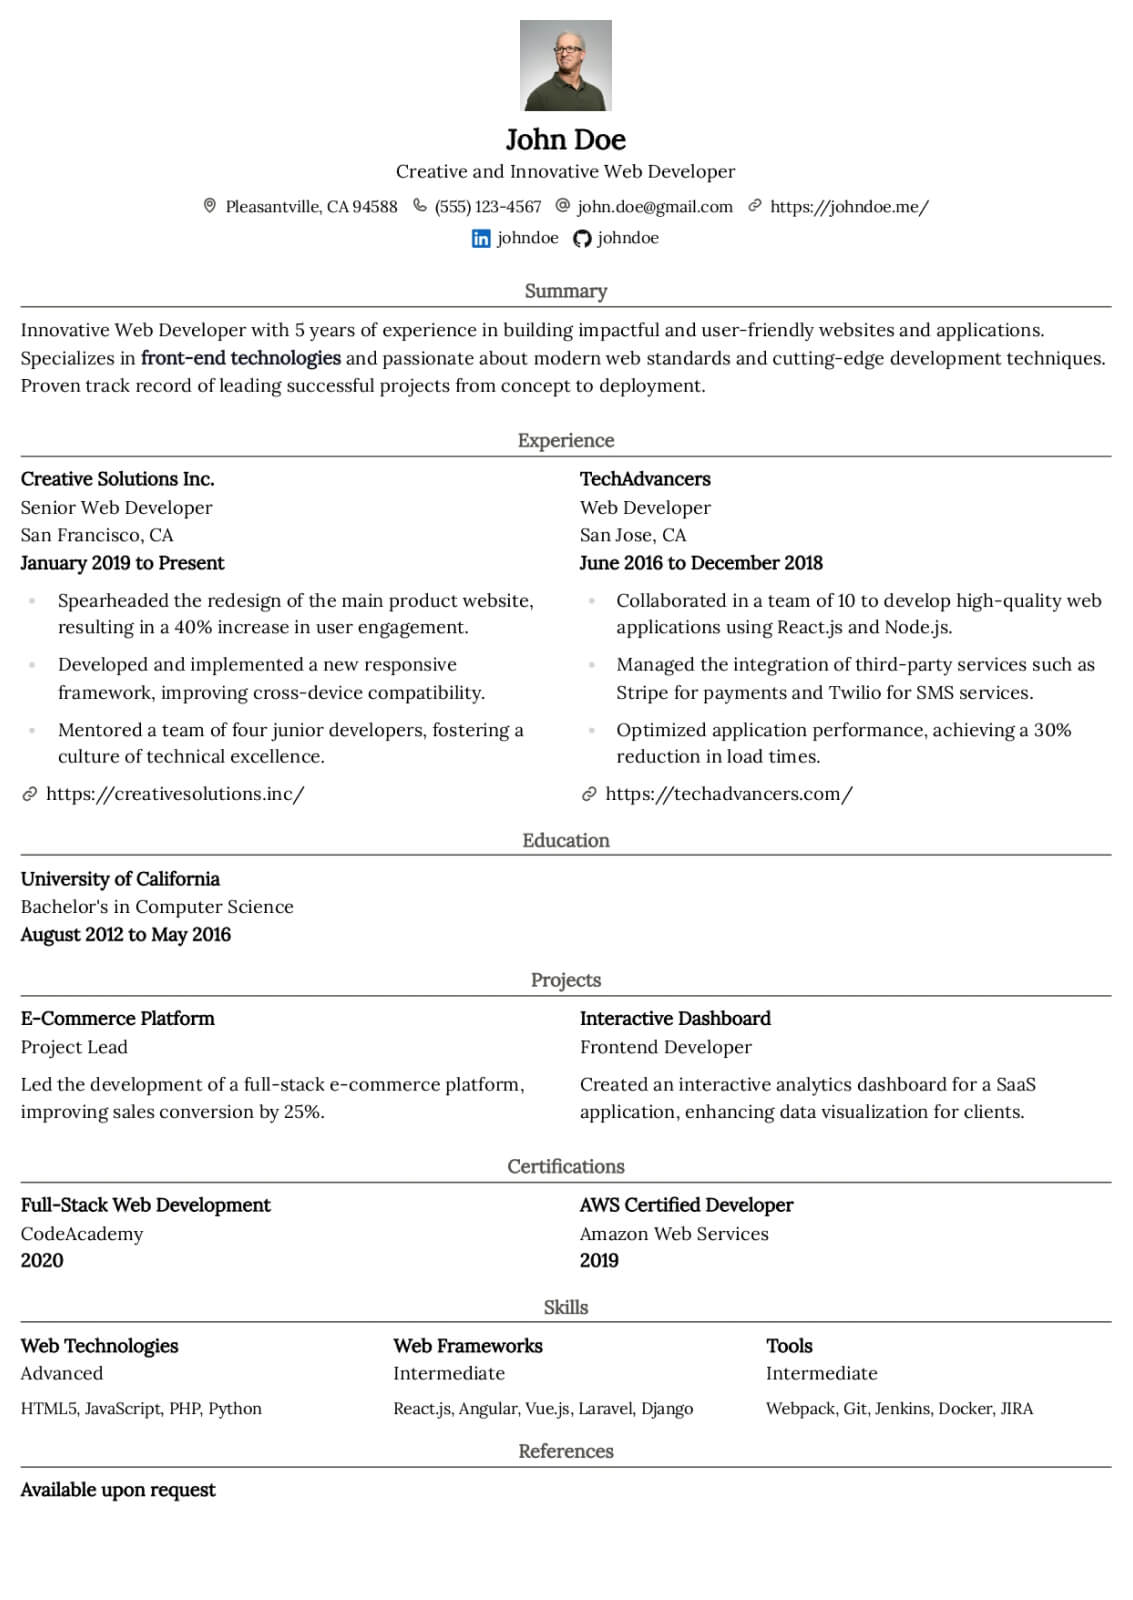 John Doe
Creative and Innovative Web Developer
Pleasantville, CA 94588 (555) 123-4567 john.doe@gmail.com https://johndoe.me/
in johndoe johndoe
Summary
Innovative Web Developer with 5 years of experience in building impactful and user-friendly websites and applications.
Specializes in front-end technologies and passionate about modern web standards and cutting-edge development techniques.
Proven track record of leading successful projects from concept to deployment.
Experience
Creative Solutions Inc.
Senior Web Developer
San Francisco, CA
January 2019 to Present
Spearheaded the redesign of the main product website,
resulting in a 40% increase in user engagement.
Developed and implemented a new responsive
framework, improving cross-device compatibility.
Mentored a team of four junior developers, fostering a
culture of technical excellence.
https://creativesolutions.inc/
TechAdvancers
Web Developer
San Jose, CA
June 2016 to December 2018
Collaborated in a team of 10 to develop high-quality web
applications using React.js and Node.js.
Managed the integration of third-party services such as
Stripe for payments and Twilio for SMS services.
Optimized application performance, achieving a 30%
reduction in load times.
https://techadvancers.com/
Education
University of California
Bachelor's in Computer Science
August 2012 to May 2016
Projects
E-Commerce Platform
Project Lead
Led the development of a full-stack e-commerce platform,
improving sales conversion by 25%.
Interactive Dashboard
Frontend Developer
Created an interactive analytics dashboard for a SaaS
application, enhancing data visualization for clients.
Certifications
Full-Stack Web Development
CodeAcademy
2020
AWS Certified Developer
Amazon Web Services
2019
Skills
Web Technologies
Advanced
HTML5, JavaScript, PHP, Python
Web Frameworks
Intermediate
React.js, Angular, Vue.js, Laravel, Django
Tools
Intermediate
Webpack, Git, Jenkins, Docker, JIRA
References
Available upon request